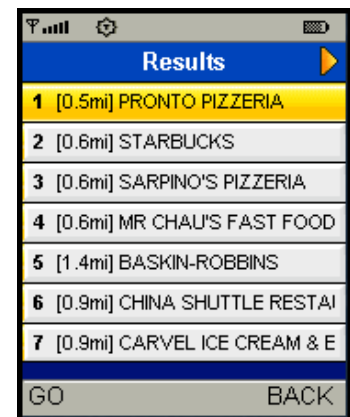 Results
1 [0.5mi] PRONTO PIZZERIA
2 [0.6mi] STARBUCKS
3 [0.6mi] SARPINO'S PIZZERIA
4 [0.6mi] MR CHAU'S FAST FOOD
5 [1.4mi] BASKIN-ROBBINS
6 [0.9mi] CHINA SHUTTLE RESTAU
7 [0.9mi] CARVEL ICE CREAM & E
GO BACK